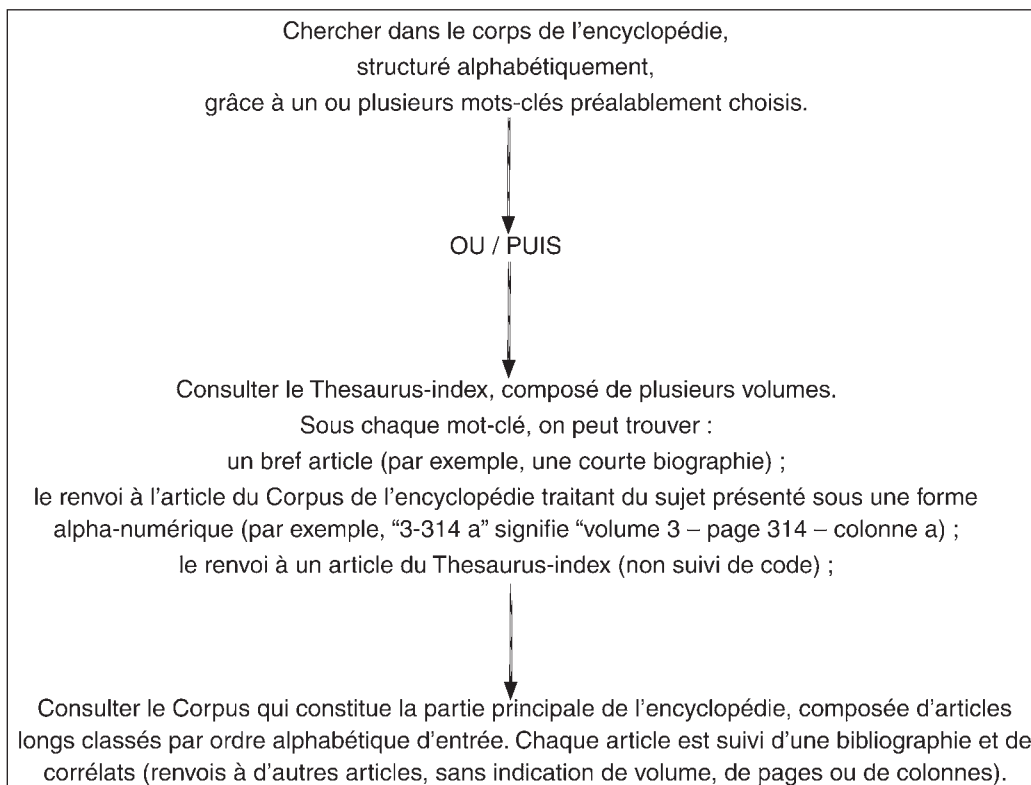 Chercher dans le corps de l’encyclopédie,
structuré alphabétiquement,
grâce à un ou plusieurs mots-clés préalablement choisis.
OU / PUIS
Consulter le Thesaurus-index, composé de plusieurs volumes.
Sous chaque mot-clé, on peut trouver :
un bref article (par exemple, une courte biographie) ;
le renvoi à l’article du Corpus de l’encyclopédie traitant du sujet présenté sous une forme
alpha-numérique (par exemple, “3-314 a” signifie “volume 3 – page 314 – colonne a) ;
le renvoi à un article du Thesaurus-index (non suivi de code) ;
Consulter le Corpus qui constitue la partie principale de l’encyclopédie, composée d’articles
longs classés par ordre alphabétique d’entrée. Chaque article est suivi d’une bibliographie et de
corrélats (renvois à d’autres articles, sans indication de volume, de pages ou de colonnes).